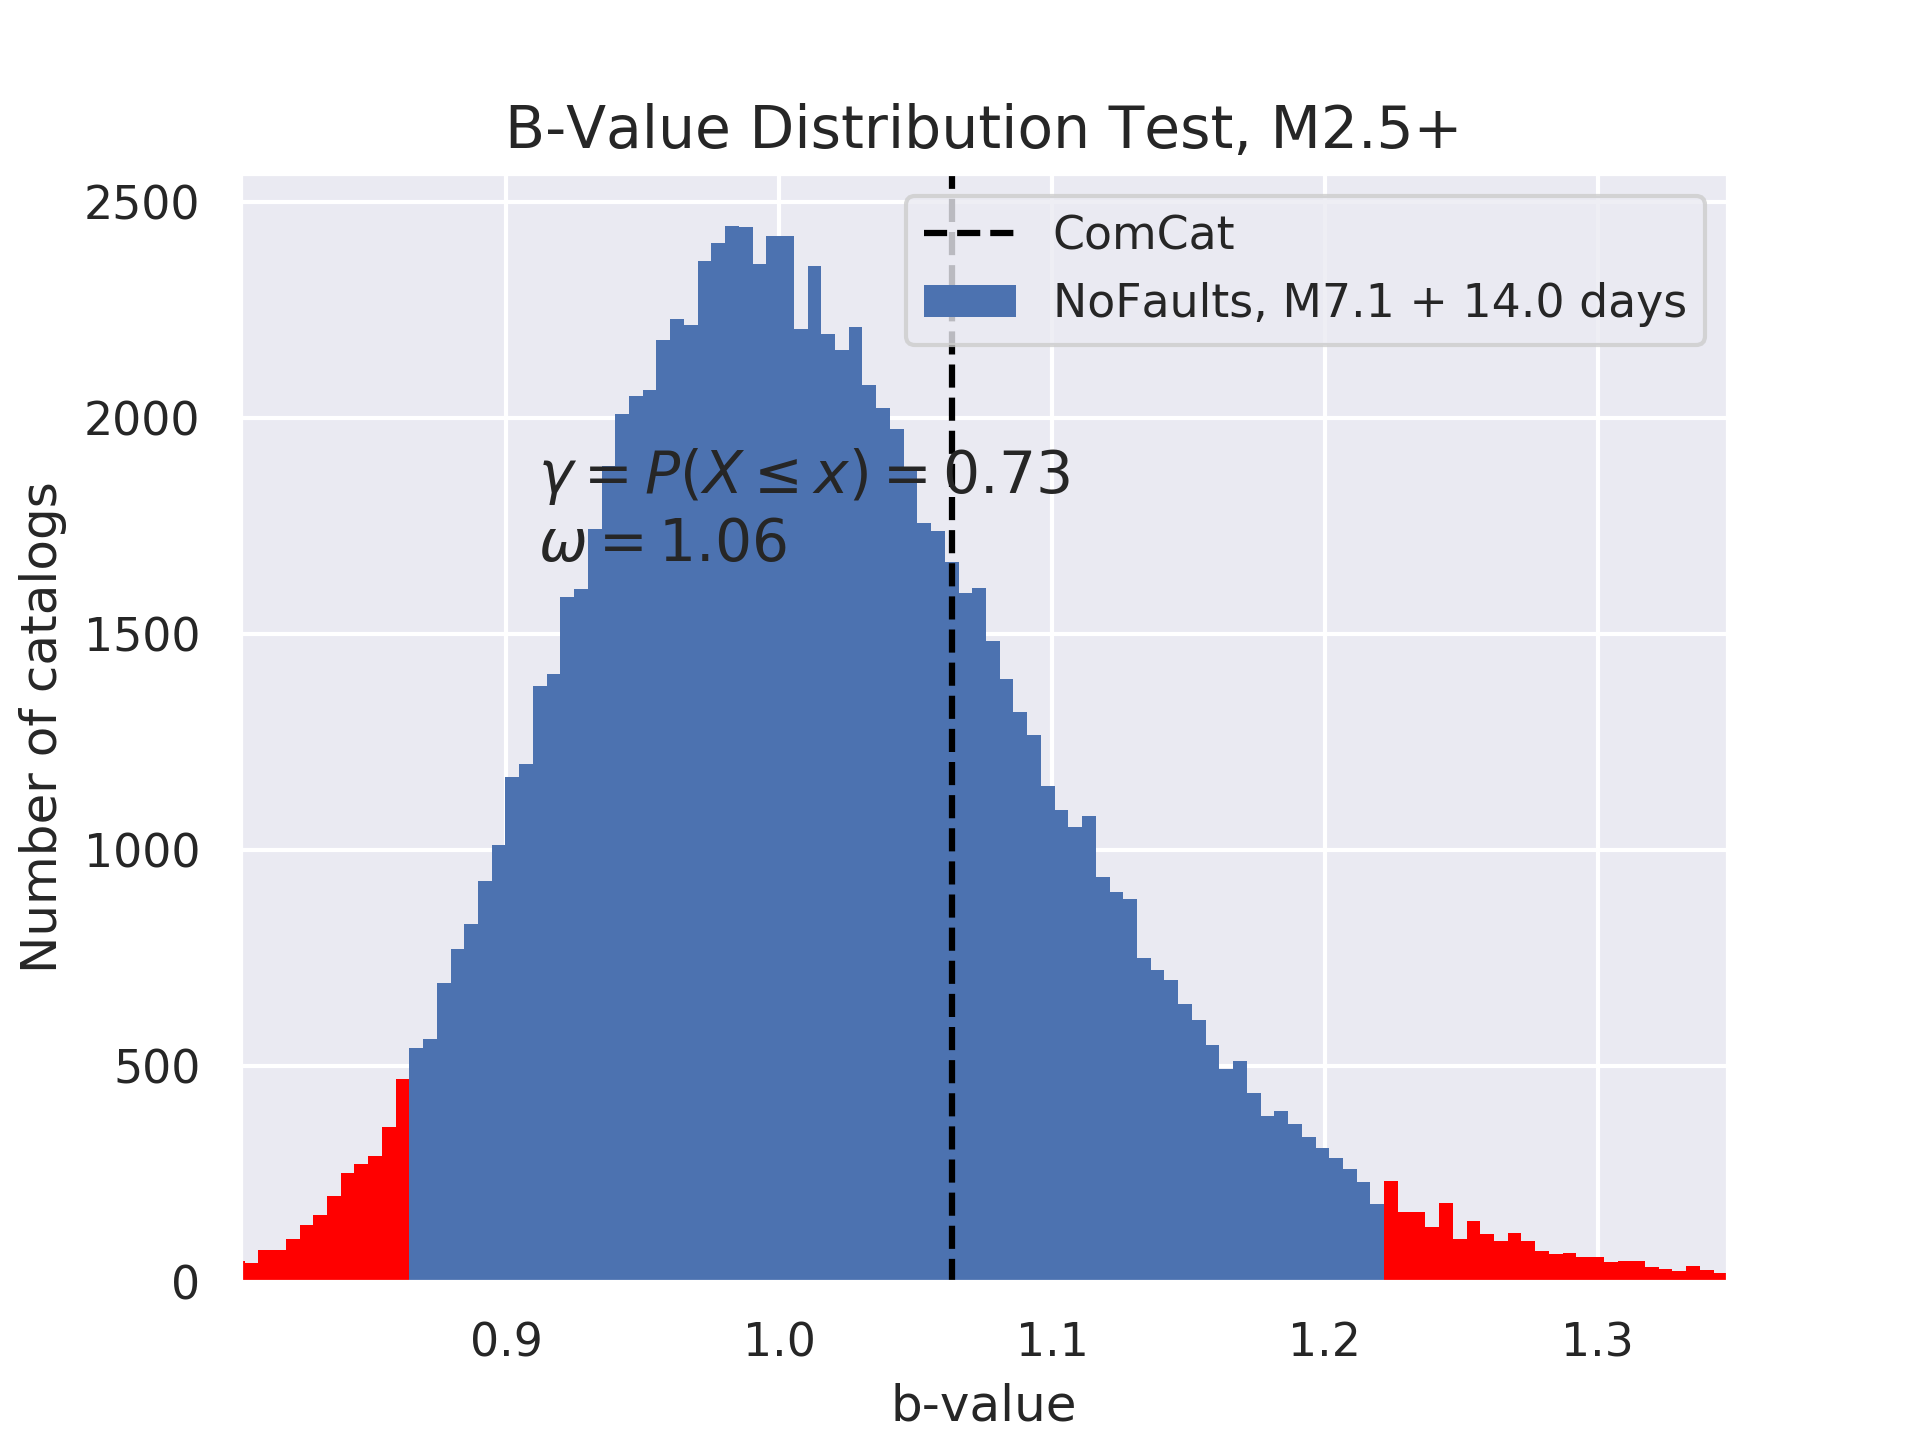 B-Value Distribution Test, M2.5+
Number of catalogs
2500
2000
1500
1000
500
0
ComCat
NoFaults, M7.1 + 14.0 days
γ = P(X ≤ x) = 0.73
ω = 1.06
0.9 1.0 1.1 1.2 1.3
b-value